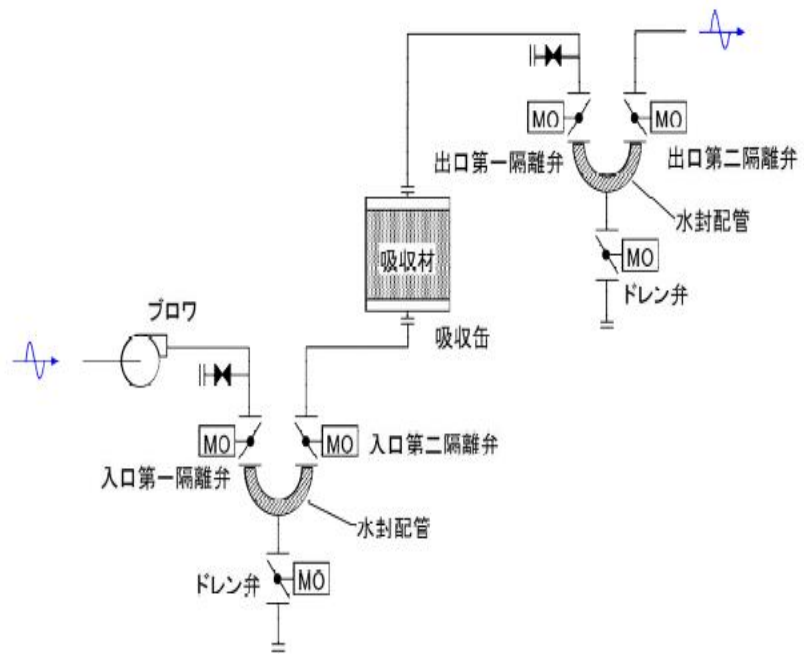 MO
MO
出口第一隔離弁
出口第二隔離弁
水封配管
MO
ドレン弁
吸収材
吸収缶
ブロワ
MO
MO
入口第二隔離弁
入口第一隔離弁
水封配管
ドレン弁
MO